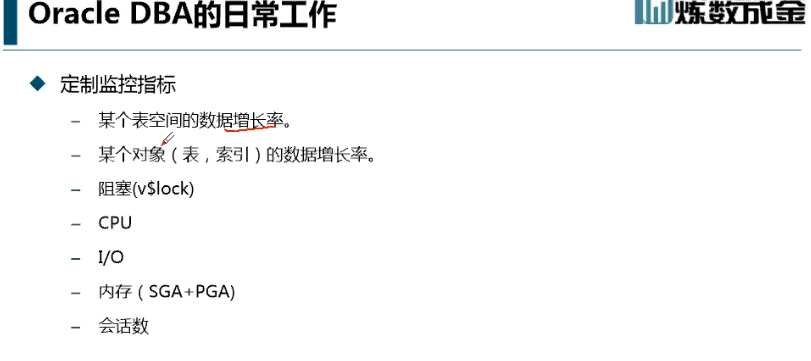 Oracle DBA的日常工作
炼数成金
定制监控指标
– 某个表空间的数据增长率。
– 某个对象（表，索引）的数据增长率。
– 阻塞(v$lock)
– CPU
– I/O
– 内存（SGA+PGA)
– 会话数